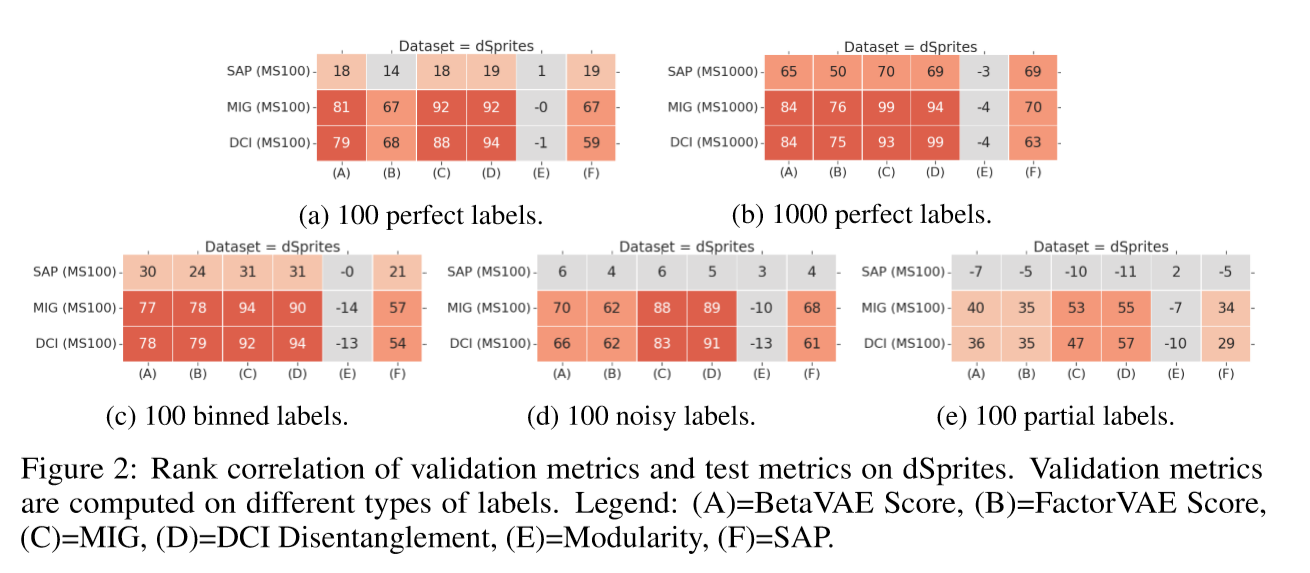 Dataset = dSprites
SAP (MS100) 18 14 18 19 1 19
MIG (MS100) 81 67 92 92 -0 67
DCI (MS100) 79 68 88 94 -1 59
(A) (B) (C) (D) (E) (F)
(a) 100 perfect labels.
Dataset = dSprites
SAP (MS1000) 65 50 70 69 -3 69
MIG (MS1000) 84 76 99 94 -4 70
DCI (MS1000) 84 75 93 99 -4 63
(A) (B) (C) (D) (E) (F)
(b) 1000 perfect labels.
Dataset = dSprites
SAP (MS100) 30 24 31 31 -0 21
MIG (MS100) 77 78 94 90 -14 57
DCI (MS100) 78 79 92 94 -13 54
(A) (B) (C) (D) (E) (F)
(c) 100 binned labels.
Dataset = dSprites
SAP (MS100) 6 4 6 5 3 4
MIG (MS100) 70 62 88 89 -10 68
DCI (MS100) 66 62 83 91 -13 61
(A) (B) (C) (D) (E) (F)
(d) 100 noisy labels.
Dataset = dSprites
SAP (MS100) -7 -5 -10 -11 2 -5
MIG (MS100) 40 35 53 55 -7 34
DCI (MS100) 36 35 47 57 -10 29
(A) (B) (C) (D) (E) (F)
(e) 100 partial labels.
Figure 2: Rank correlation of validation metrics and test metrics on dSprites. Validation metrics
are computed on different types of labels. Legend: (A)=BetaVAE Score, (B)=FactorVAE Score,
(C)=MIG, (D)=DCI Disentanglement, (E)=Modularity, (F)=SAP.